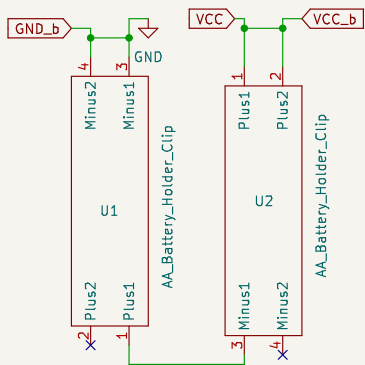 GND_b
VCC
VCC_b
GND
4
3
Minus2
Minus1
U1
AA_Battery_Holder_Clip
Plus2
Plus1
2
1
1
2
Plus1
Plus2
U2
AA_Battery_Holder_Clip
Minus1
Minus2
3
4